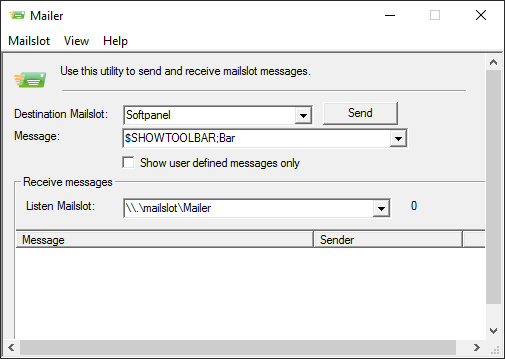 Mailer
Mailslot View Help
Use this utility to send and receive mailslot messages.
Destination Mailslot: Softpanel Send
Message: $SHOWTOOLBAR;Bar
Show user defined messages only
Receive messages
Listen Mailslot: \\.\mailslot\Mailer 0
Message Sender